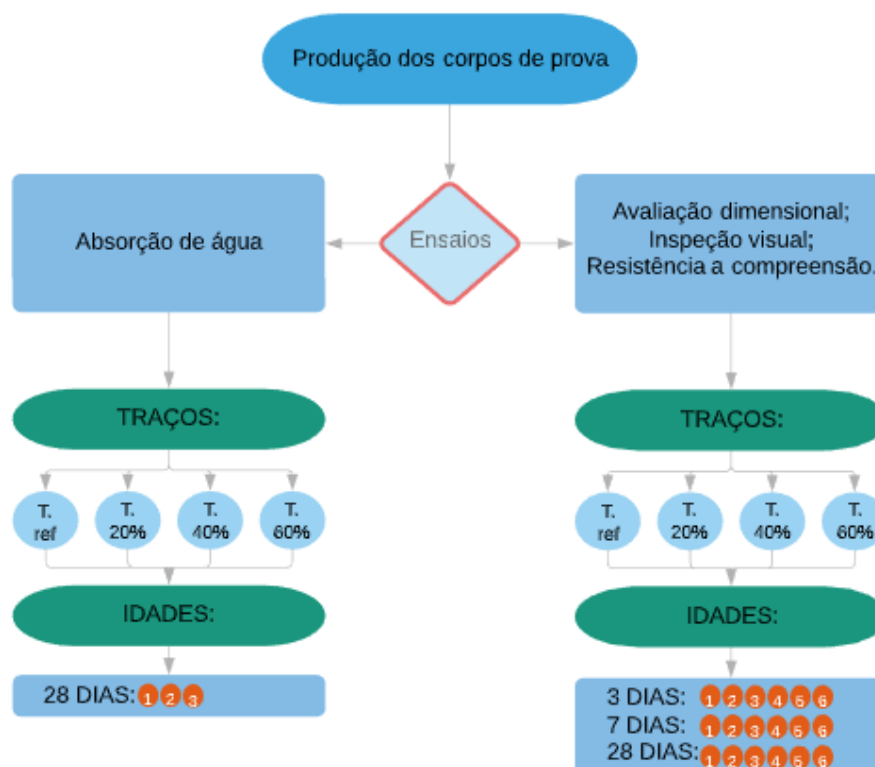 Produção dos corpos de prova
Absorção de água
Ensaios
Avaliação dimensional;
Inspeção visual;
Resistência a compreensão.
TRAÇOS:
T.
ref
T.
20%
T.
40%
T.
60%
IDADES:
28 DIAS: 1 2 3
TRAÇOS:
T.
ref
T.
20%
T.
40%
T.
60%
IDADES:
3 DIAS: 1 2 3 4 5 6
7 DIAS: 1 2 3 4 5 6
28 DIAS: 1 2 3 4 5 6